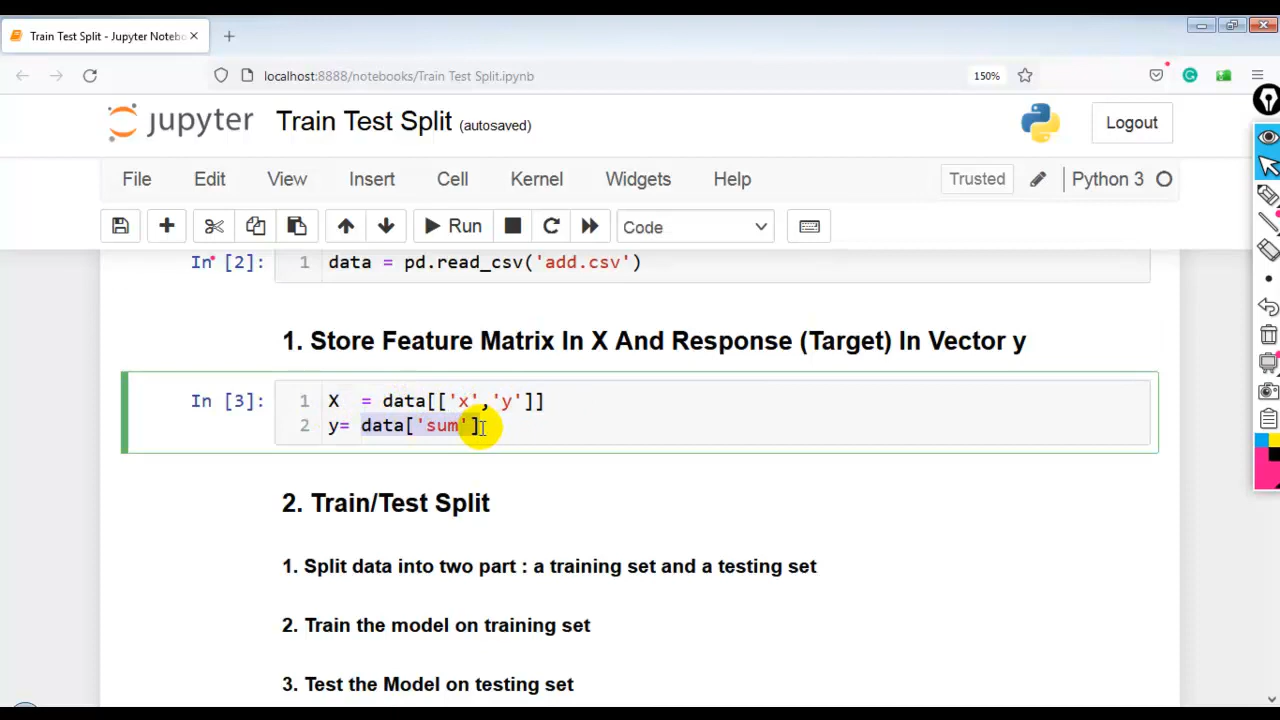 Train Test Split - Jupyter Notebo
localhost:8888/notebooks/Train Test Split.ipynb
150%
jupyter Train Test Split (autosaved)
Logout
File Edit View Insert Cell Kernel Widgets Help
Trusted
Python 3
Run
Code
In [2]: 1 data = pd.read_csv('add.csv')
1. Store Feature Matrix In X And Response (Target) In Vector y
In [3]: 1 X  = data[['x','y']]
2 y= data['sum']
2. Train/Test Split
1. Split data into two part : a training set and a testing set
2. Train the model on training set
3. Test the Model on testing set